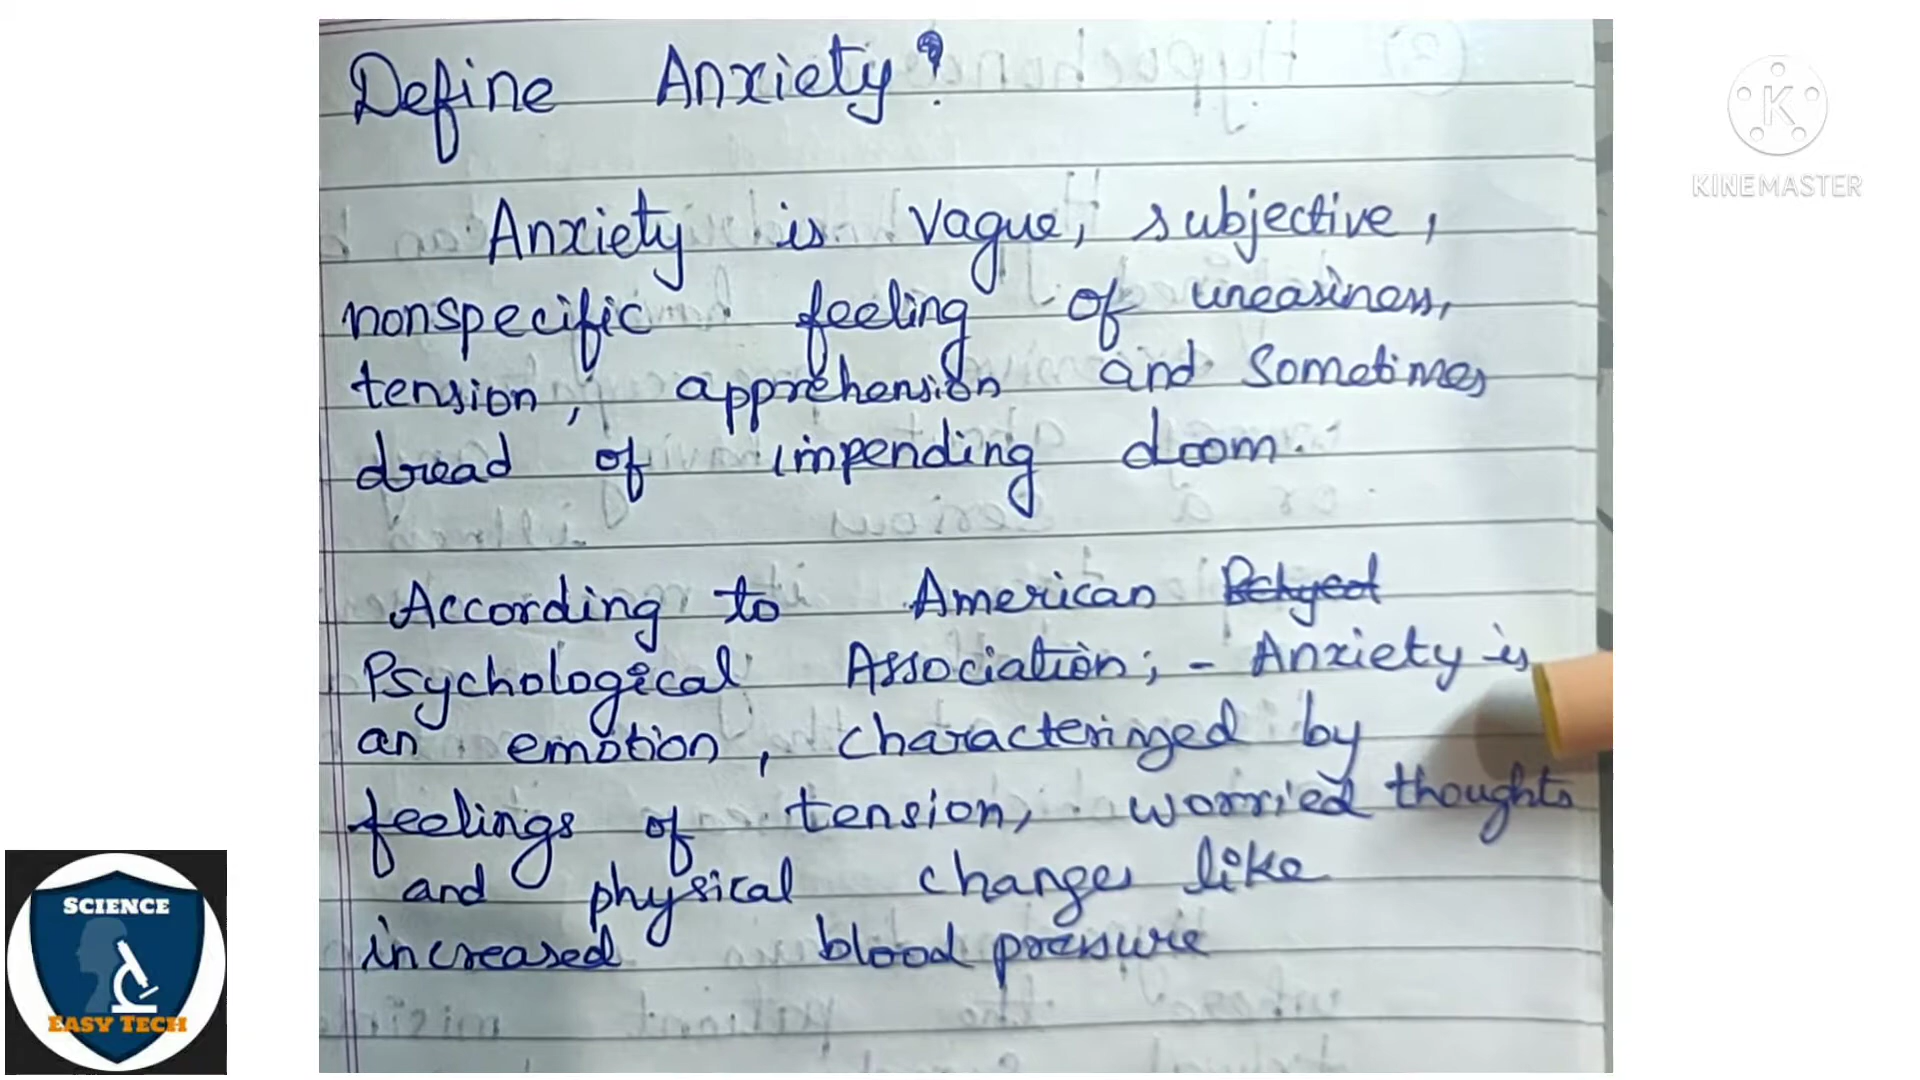 Define Anxiety?
Anxiety is vague, subjective,
nonspecific feeling of uneasiness,
tension, apprehension and sometimes
dread of impending doom.
According to American
Psychological Association; - Anxiety is
an emotion, characterized by
feelings of tension, worried thoughts
and physical changes like
increased blood pressure
KINEMASTER
SCIENCE
EASY TECH